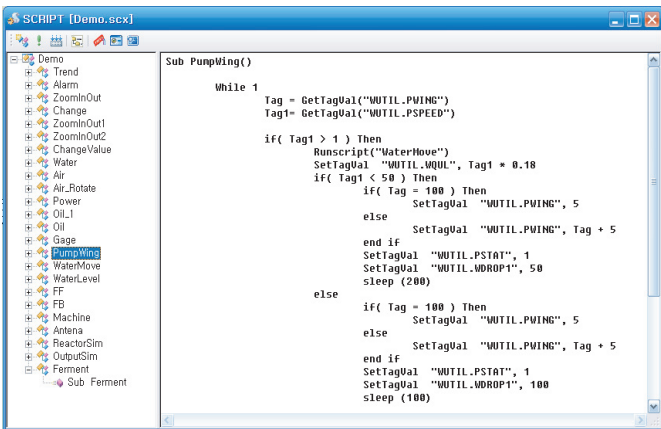 SCRIPT [Demo.scx]
Demo
Trend
Alarm
ZoomInOut
Change
ZoomInOut1
ZoomInOut2
ChangeValue
Water
Air
Air_Rotate
Power
Oil_1
Oil
Gage
PumpWing
WaterMove
WaterLevel
FF
FB
Machine
Antena
ReactorSim
OutputSim
Ferment
Sub Ferment
Sub PumpWing()
While 1
Tag = GetTagVal("WUTIL.PWING")
Tag1= GetTagVal("WUTIL.PSPEED")
if( Tag1 > 1 ) Then
Runscript("WaterMove")
SetTagVal "WUTIL.WQUL", Tag1 * 0.18
if( Tag1 < 50 ) Then
if( Tag = 100 ) Then
SetTagVal "WUTIL.PWING", 5
else
SetTagVal "WUTIL.PWING", Tag + 5
end if
SetTagVal "WUTIL.PSTAT", 1
SetTagVal "WUTIL.WDROP1", 50
sleep (200)
else
if( Tag = 100 ) Then
SetTagVal "WUTIL.PWING", 5
else
SetTagVal "WUTIL.PWING", Tag + 5
end if
SetTagVal "WUTIL.PSTAT", 1
SetTagVal "WUTIL.WDROP1", 100
sleep (100)